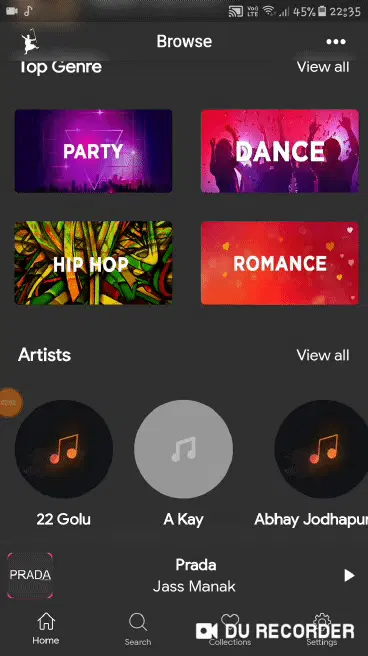 VoD LTE 45% 22:35
Browse
Top Genre View all
PARTY DANCE
HIP HOP ROMANCE
Artists View all
22 Golu A Kay Abhay Jodhapur
PRADA
Prada
Jass Manak
Home Search Collections Settings
DU RECORDER